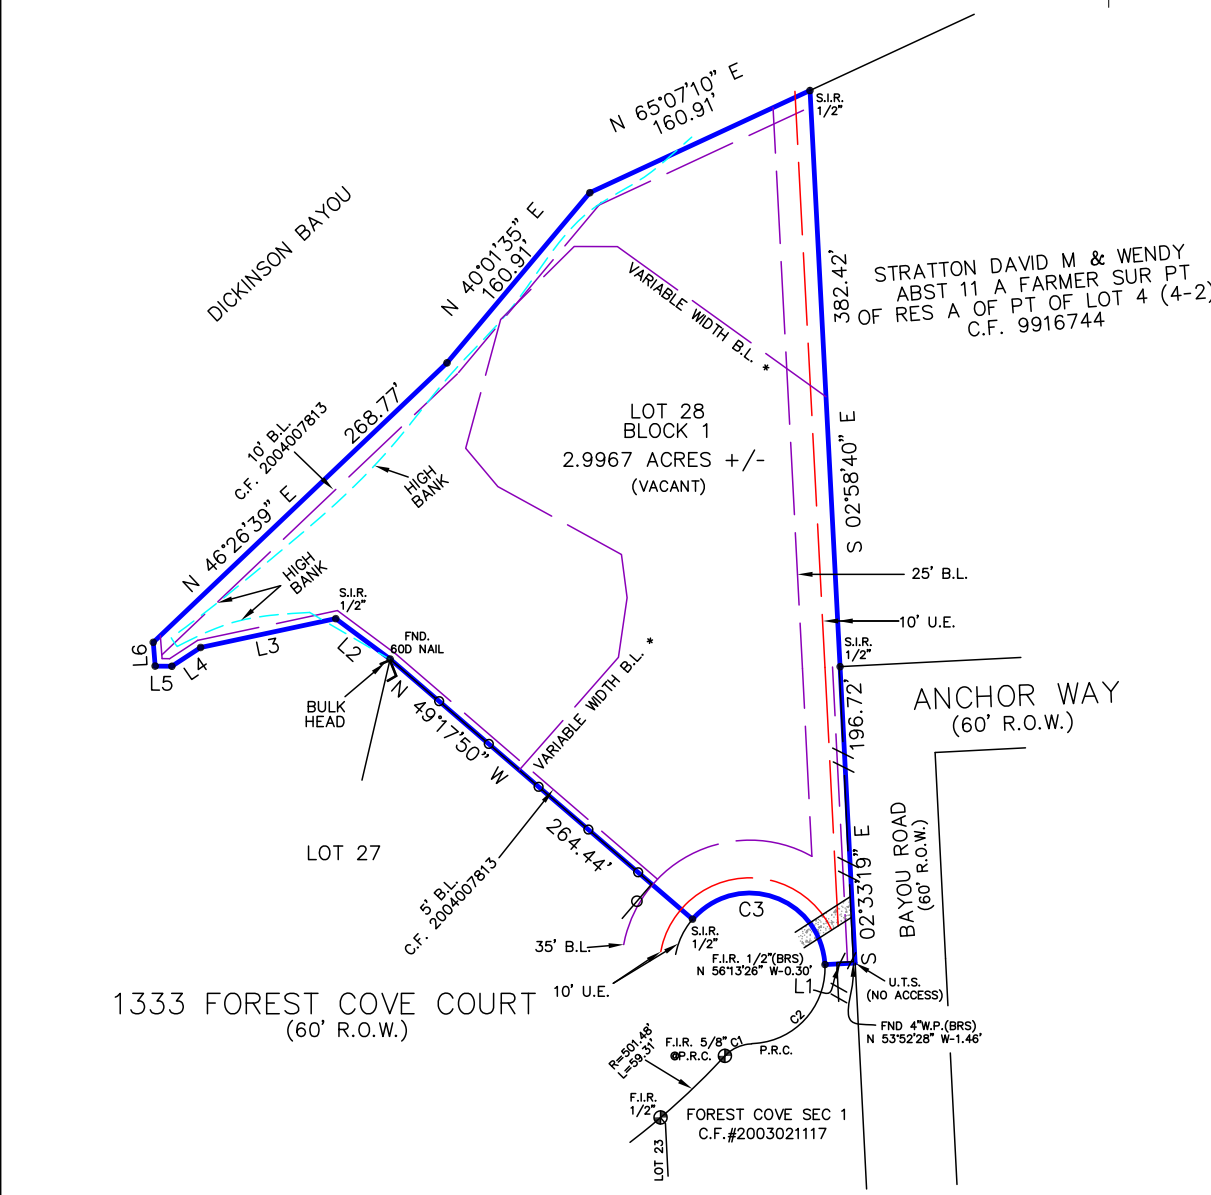 N 65°07'10" E
160.91'
S.I.R.
1/2"
DICKINSON BAYOU
N 40°01'35" E
160.91'
VARIABLE WIDTH B.L. *
382.42'
STRATTON DAVID M & WENDY
ABST 11 A FARMER SUR PT
OF RES A OF PT OF LOT 4 (4-2)
C.F. 9916744
268.77'
10' B.L.
C.F. 2004007813
N 46°26'39" E
HIGH
BANK
LOT 28
BLOCK 1
2.9967 ACRES +/-
(VACANT)
S 02°58'40" E
25' B.L.
10' U.E.
HIGH
BANK
S.I.R.
1/2"
FND.
60D NAIL
L6
L5
L4
L3
L2
BULK
HEAD
N 49°17'50" W
264.44'
VARIABLE WIDTH B.L. *
S.I.R.
1/2"
ANCHOR WAY
(60' R.O.W.)
196.72'
S 02°33'19" E
BAYOU ROAD
(60' R.O.W.)
LOT 27
5' B.L.
C.F. 2004007813
C3
35' B.L.
S.I.R.
1/2"
10' U.E.
F.I.R. 1/2"(BRS)
N 56°13'26" W-0.30'
L1
U.T.S.
(NO ACCESS)
FND 4"W.P.(BRS)
N 53°52'28" W-1.46'
1333 FOREST COVE COURT
(60' R.O.W.)
C2
R=501.48'
L=59.31'
F.I.R. 5/8" C1
@P.R.C.
P.R.C.
F.I.R.
1/2"
FOREST COVE SEC 1
C.F.#2003021117
LOT 23